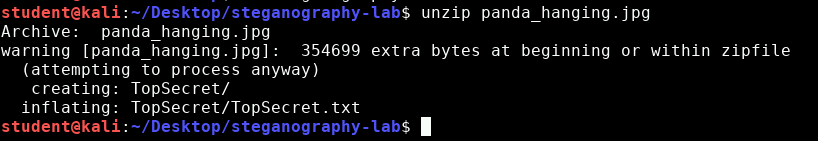 student@kali:~/Desktop/steganography-lab$ unzip panda_hanging.jpg
Archive:  panda_hanging.jpg
warning [panda_hanging.jpg]:  354699 extra bytes at beginning or within zipfile
  (attempting to process anyway)
   creating: TopSecret/
  inflating: TopSecret/TopSecret.txt
student@kali:~/Desktop/steganography-lab$